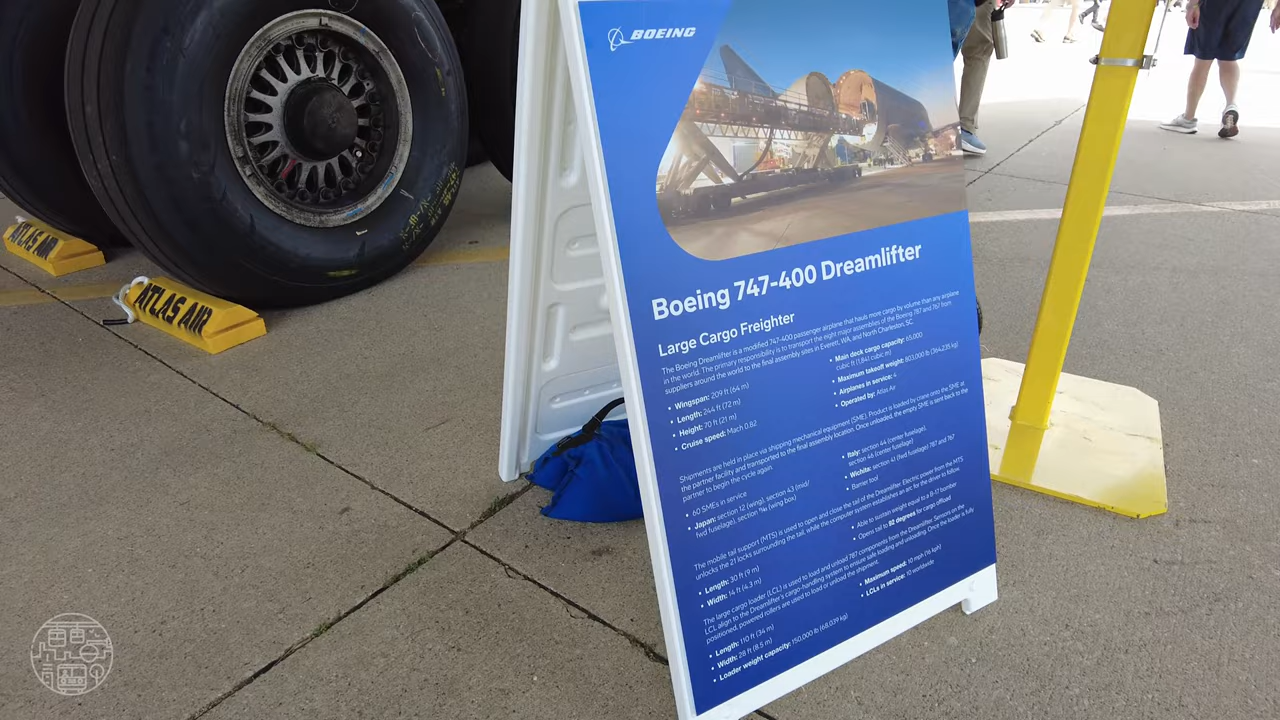 BOEING
ATLAS AIR
ATLAS AIR
Boeing 747-400 Dreamlifter
Large Cargo Freighter
The Boeing Dreamlifter is a modified 747-400 passenger airplane that hauls more cargo by volume than any airplane
in the world. The primary responsibility is to transport the eight major assemblies of the Boeing 787 and 767 from
suppliers around the world to the final assembly sites in Everett, WA, and North Charleston, SC.
• Wingspan: 209 ft (64 m)
• Length: 244 ft (72 m)
• Height: 70 ft (21 m)
• Cruise speed: Mach 0.82
• Main deck cargo capacity: 65,000
cubic ft (1,841 cubic m)
• Maximum takeoff weight: 803,000 lb (364,235 kg)
• Airplanes in service: 4
• Operated by: Atlas Air
Shipments are held in place via shipping mechanical equipment (SME). Product is loaded by crane onto the SME at
the partner facility and transported to the final assembly location. Once unloaded, the empty SME is sent back to the
partner to begin the cycle again.
• 60 SMEs in service
• Japan: section 12 (wing), section 43 (mid/
fwd fuselage), section (wing box)
• Italy: section 44 (center fuselage),
section 46 (center fuselage)
• Wichita: section 41 (fwd fuselage) 787 and 767
• Barrier tool
The mobile tail support (MTS) is used to open and close the tail of the Dreamlifter. Electric power from the MTS
unlocks the 21 locks surrounding the tail, while the computer system establishes an arc for the driver to follow.
• Length: 30 ft (9 m)
• Width: 14 ft (4.3 m)
• Able to sustain weight equal to a B-17 bomber
• Opens tail to 92 degrees for cargo offload
The large cargo loader (LCL) is used to load and unload 787 components from the Dreamlifter. Sensors on the
LCL align to the Dreamlifter's cargo-handling system to ensure safe loading and unloading. Once the loader is fully
positioned, powered rollers are used to load or unload the shipment.
• Length: 110 ft (34 m)
• Width: 28 ft (8.5 m)
• Loader weight capacity: 150,000 lb (68,039 kg)
• Maximum speed: 10 mph (16 kph)
• LCLs in service: 10 worldwide